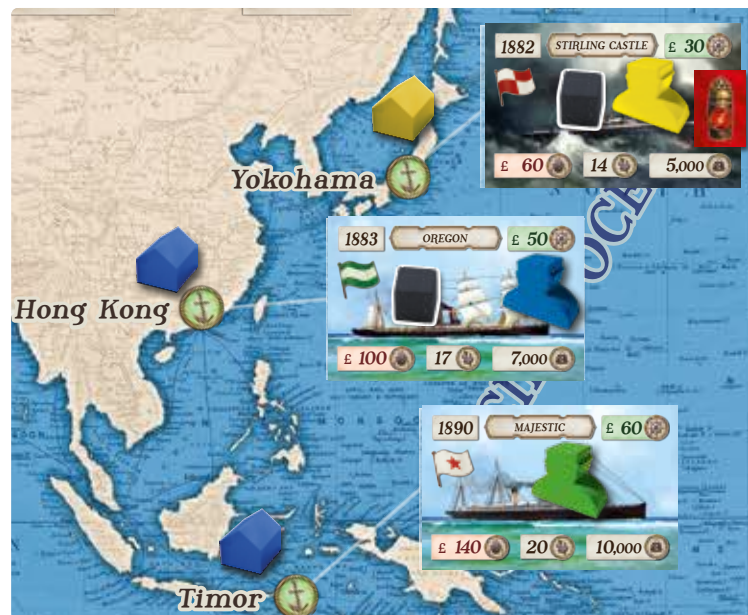 1882 STIRLING CASTLE £ 30
£ 60 14 5,000
Yokohama
1883 OREGON £ 50
Hong Kong
£ 100 17 7,000
1890 MAJESTIC £ 60
£ 140 20 10,000
Timor